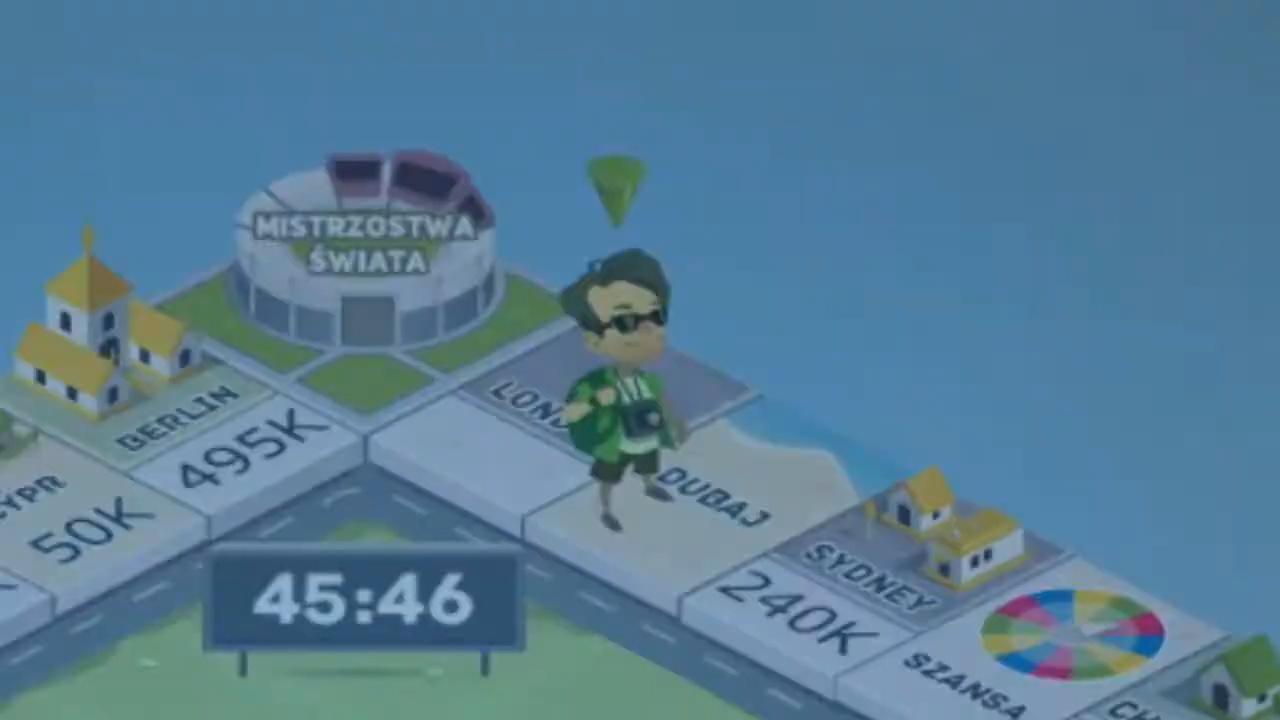 MISTRZOSTWA
ŚWIATA
BERLIN
495K
50K
DUBAJ
SYDNEY
240K
SZANSA
45:46